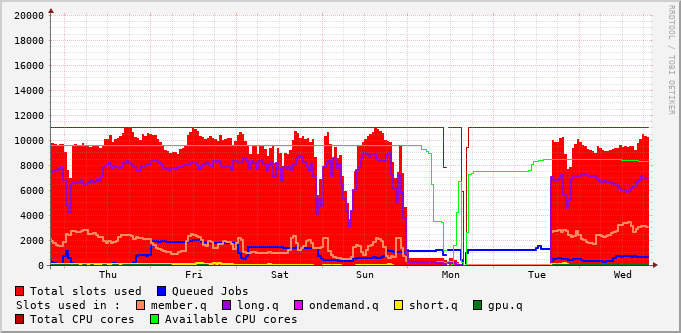 20000
18000
16000
14000
12000
10000
8000
6000
4000
2000
0
Thu Fri Sat Sun Mon Tue Wed
RRDTOOL / TOBI OETIKER
Total slots used Queued Jobs
Slots used in : member.q long.q ondemand.q short.q gpu.q
Total CPU cores Available CPU cores